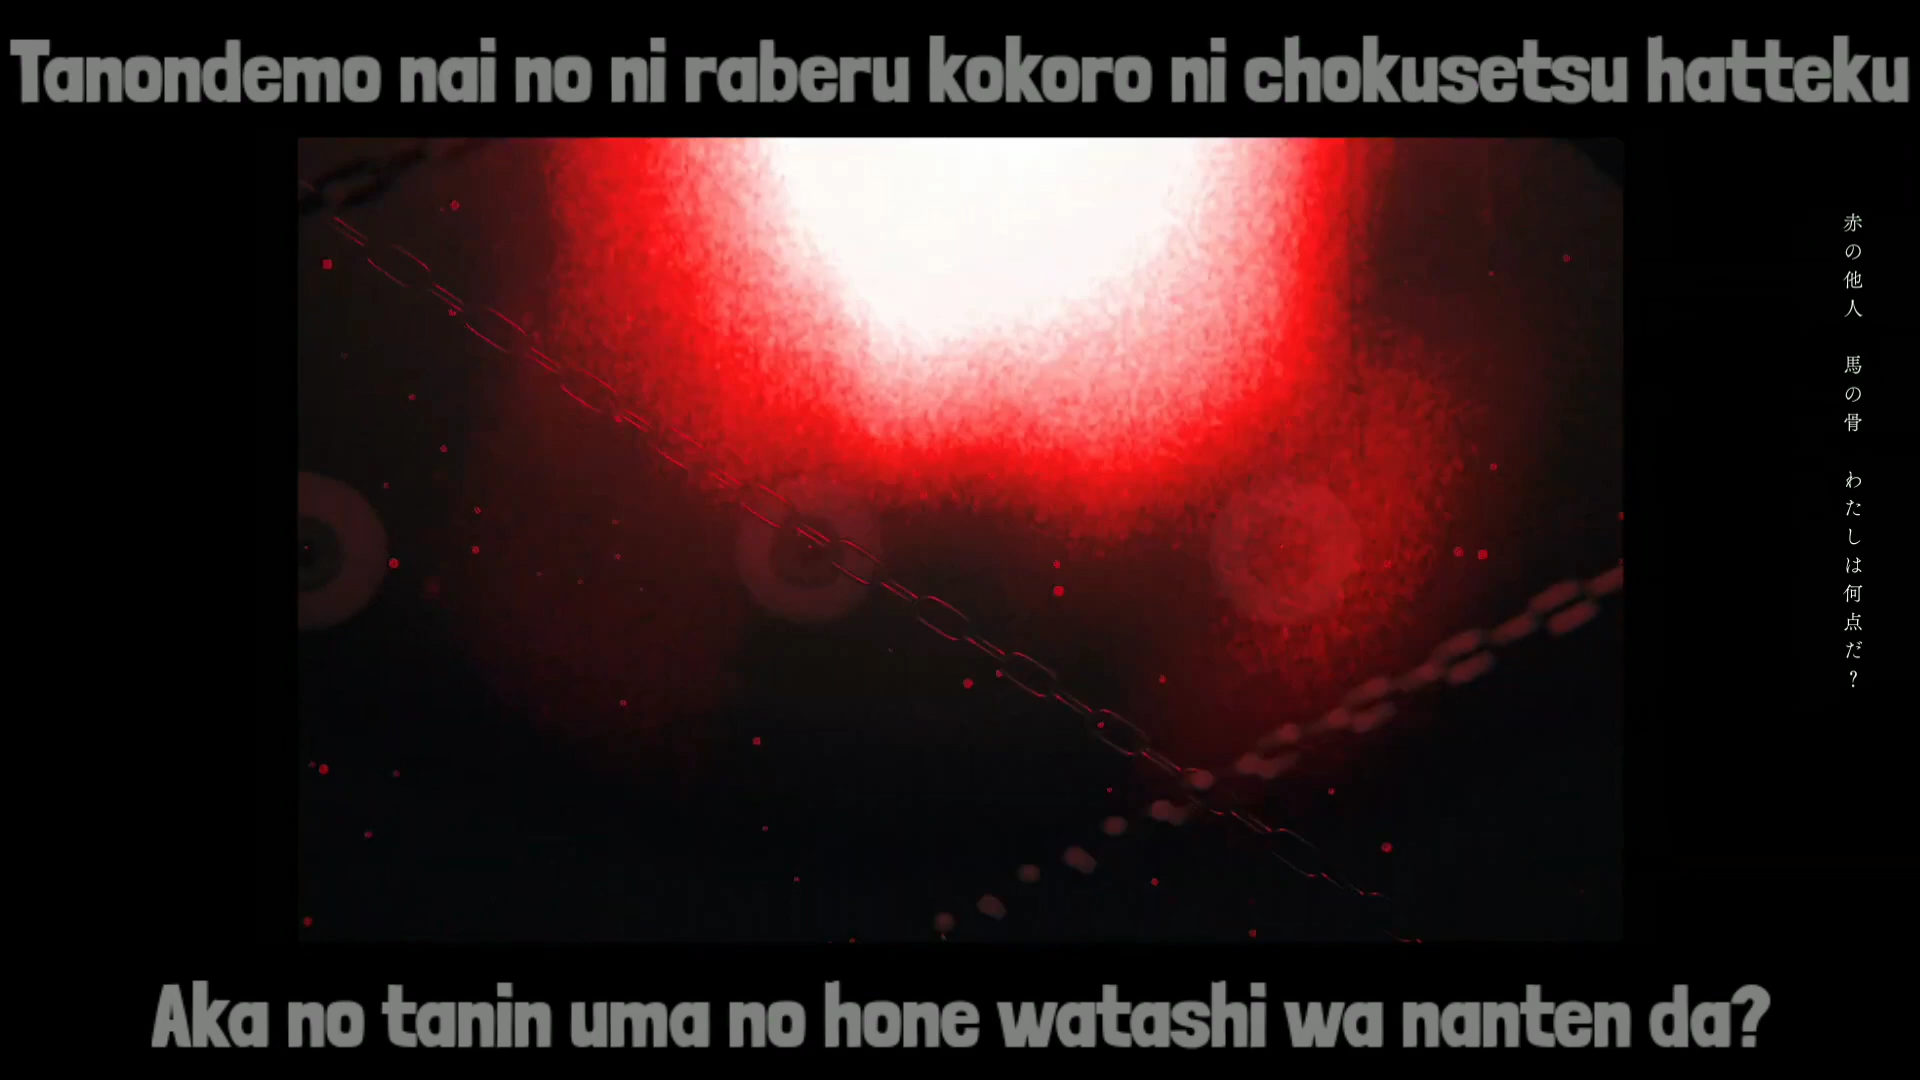 Tanondemo nai no ni raberu kokoro ni chokusetsu hatteku
赤の他人　馬の骨　わたしは何点だ？
Aka no tanin uma no hone watashi wa nanten da?